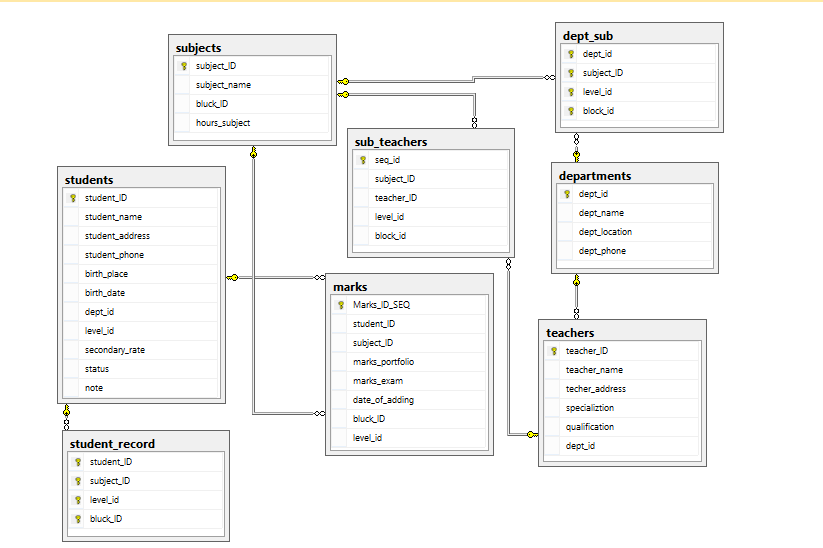 subjects
subject_ID
subject_name
bluck_ID
hours_subject
dept_sub
dept_id
subject_ID
level_id
block_id
sub_teachers
seq_id
subject_ID
teacher_ID
level_id
block_id
departments
dept_id
dept_name
dept_location
dept_phone
students
student_ID
student_name
student_address
student_phone
birth_place
birth_date
dept_id
level_id
secondary_rate
status
note
marks
Marks_ID_SEQ
student_ID
subject_ID
marks_portfolio
marks_exam
date_of_adding
bluck_ID
level_id
teachers
teacher_ID
teacher_name
techer_address
specializtion
qualification
dept_id
student_record
student_ID
subject_ID
level_id
bluck_ID